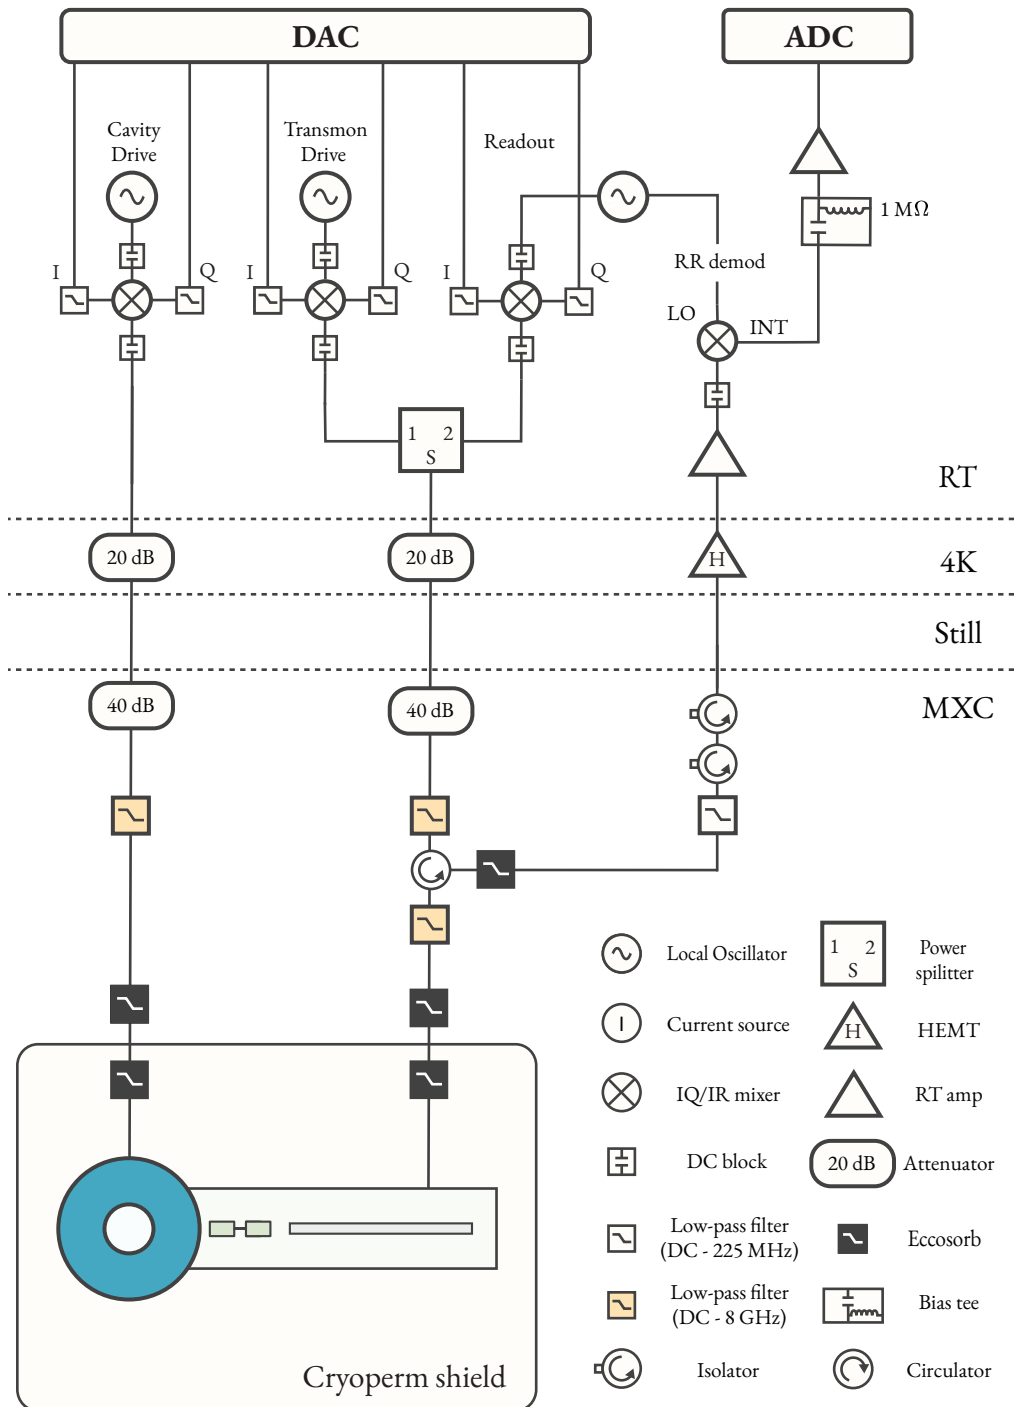 DAC
ADC
Cavity
Drive
Transmon
Drive
Readout
1 MΩ
I
Q
I
Q
I
Q
RR demod
LO
INT
1 2
S
RT
20 dB
20 dB
H
4K
Still
40 dB
40 dB
MXC
Local Oscillator
1 2
S
Power
spilitter
I
Current source
H
HEMT
IQ/IR mixer
RT amp
DC block
20 dB
Attenuator
Low-pass filter
(DC - 225 MHz)
Eccosorb
Low-pass filter
(DC - 8 GHz)
Bias tee
Isolator
Circulator
Cryoperm shield